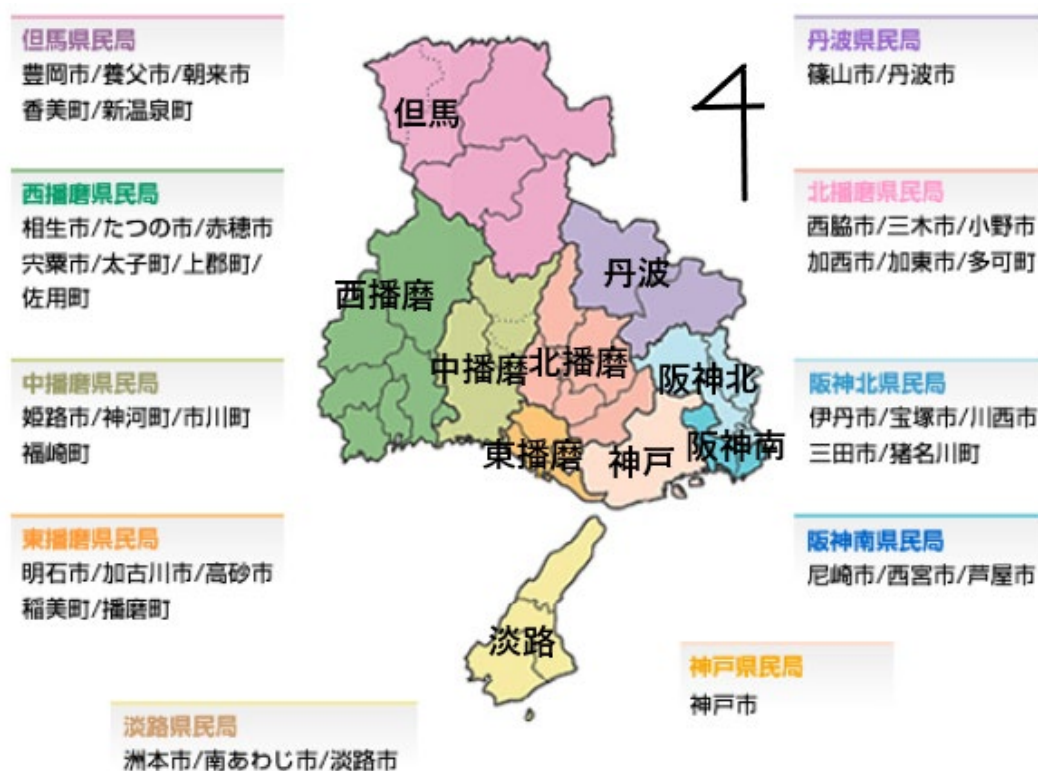 但馬県民局
豊岡市/養父市/朝来市
香美町/新温泉町
丹波県民局
篠山市/丹波市
西播磨県民局
相生市/たつの市/赤穂市
宍粟市/太子町/上郡町/
佐用町
北播磨県民局
西脇市/三木市/小野市
加西市/加東市/多可町
中播磨県民局
姫路市/神河町/市川町
福崎町
阪神北県民局
伊丹市/宝塚市/川西市
三田市/猪名川町
東播磨県民局
明石市/加古川市/高砂市
稲美町/播磨町
阪神南県民局
尼崎市/西宮市/芦屋市
神戸県民局
神戸市
淡路県民局
洲本市/南あわじ市/淡路市
但馬
丹波
西播磨
中播磨
北播磨
阪神北
東播磨
神戸
阪神南
淡路